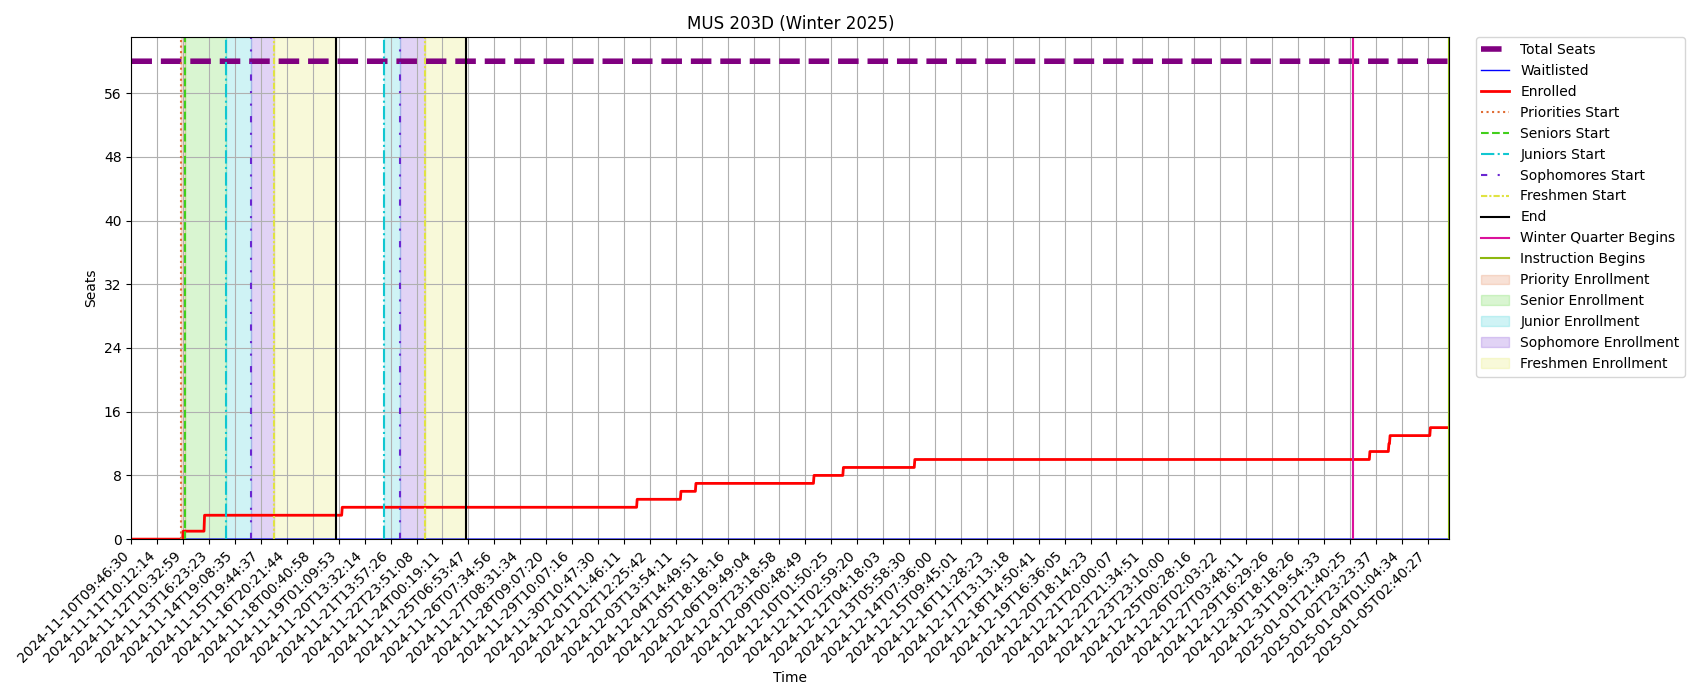 MUS 203D (Winter 2025)
Seats
56
48
40
32
24
16
8
0
2024-11-10T09:46:30
2024-11-11T10:12:14
2024-11-12T10:32:59
2024-11-13T16:23:23
2024-11-14T19:08:35
2024-11-15T19:44:37
2024-11-16T20:21:44
2024-11-18T00:40:58
2024-11-19T01:09:53
2024-11-20T13:32:14
2024-11-21T23:57:26
2024-11-22T23:51:08
2024-11-24T00:19:11
2024-11-25T06:53:47
2024-11-26T07:34:56
2024-11-27T08:31:34
2024-11-28T09:07:20
2024-11-29T10:07:16
2024-11-30T10:47:30
2024-12-01T11:46:11
2024-12-02T12:25:42
2024-12-03T13:54:11
2024-12-04T14:49:51
2024-12-05T18:18:16
2024-12-06T19:49:04
2024-12-07T23:18:58
2024-12-09T00:48:49
2024-12-10T01:50:25
2024-12-11T02:59:20
2024-12-12T04:18:03
2024-12-13T05:58:30
2024-12-14T07:36:00
2024-12-15T09:45:01
2024-12-16T11:28:23
2024-12-17T13:13:18
2024-12-18T14:50:41
2024-12-19T16:36:05
2024-12-20T18:14:23
2024-12-21T20:00:07
2024-12-22T21:34:51
2024-12-23T23:10:00
2024-12-25T00:28:16
2024-12-26T02:03:22
2024-12-27T03:48:11
2024-12-29T16:29:26
2024-12-30T18:18:26
2024-12-31T19:54:33
2025-01-01T21:40:25
2025-01-02T23:23:37
2025-01-04T01:04:34
2025-01-05T02:40:27
Time
Total Seats
Waitlisted
Enrolled
Priorities Start
Seniors Start
Juniors Start
Sophomores Start
Freshmen Start
End
Winter Quarter Begins
Instruction Begins
Priority Enrollment
Senior Enrollment
Junior Enrollment
Sophomore Enrollment
Freshmen Enrollment